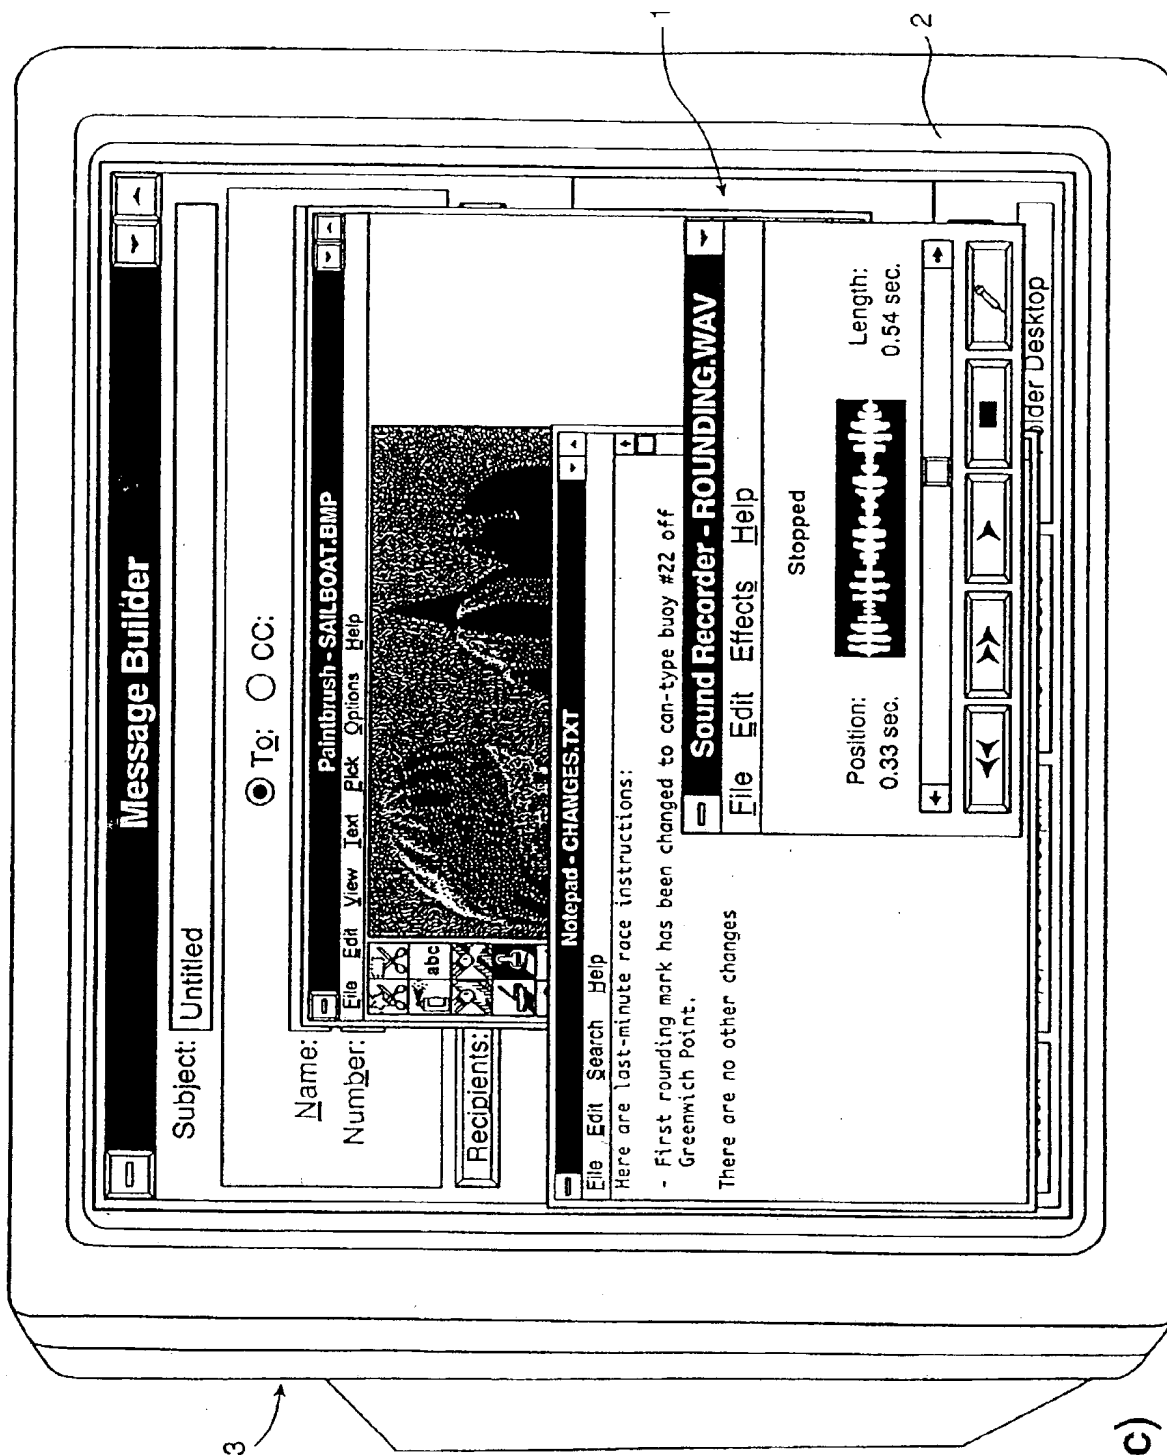 Message Builder
Subject: Untitled
To: CC:
Name:
Number:
Recipients:
Paintbrush - SAILBOAT.BMP
File Edit View Text Pick Options Help
abc
Notepad - CHANGES.TXT
File Edit Search Help
Here are last-minute race instructions:
- First rounding mark has been changed to can-type buoy #22 off
Greenwich Point.
There are no other changes
Sound Recorder - ROUNDING.WAV
File Edit Effects Help
Stopped
Position:
0.33 sec.
Length:
0.54 sec.
Desktop
1
2
3
c)